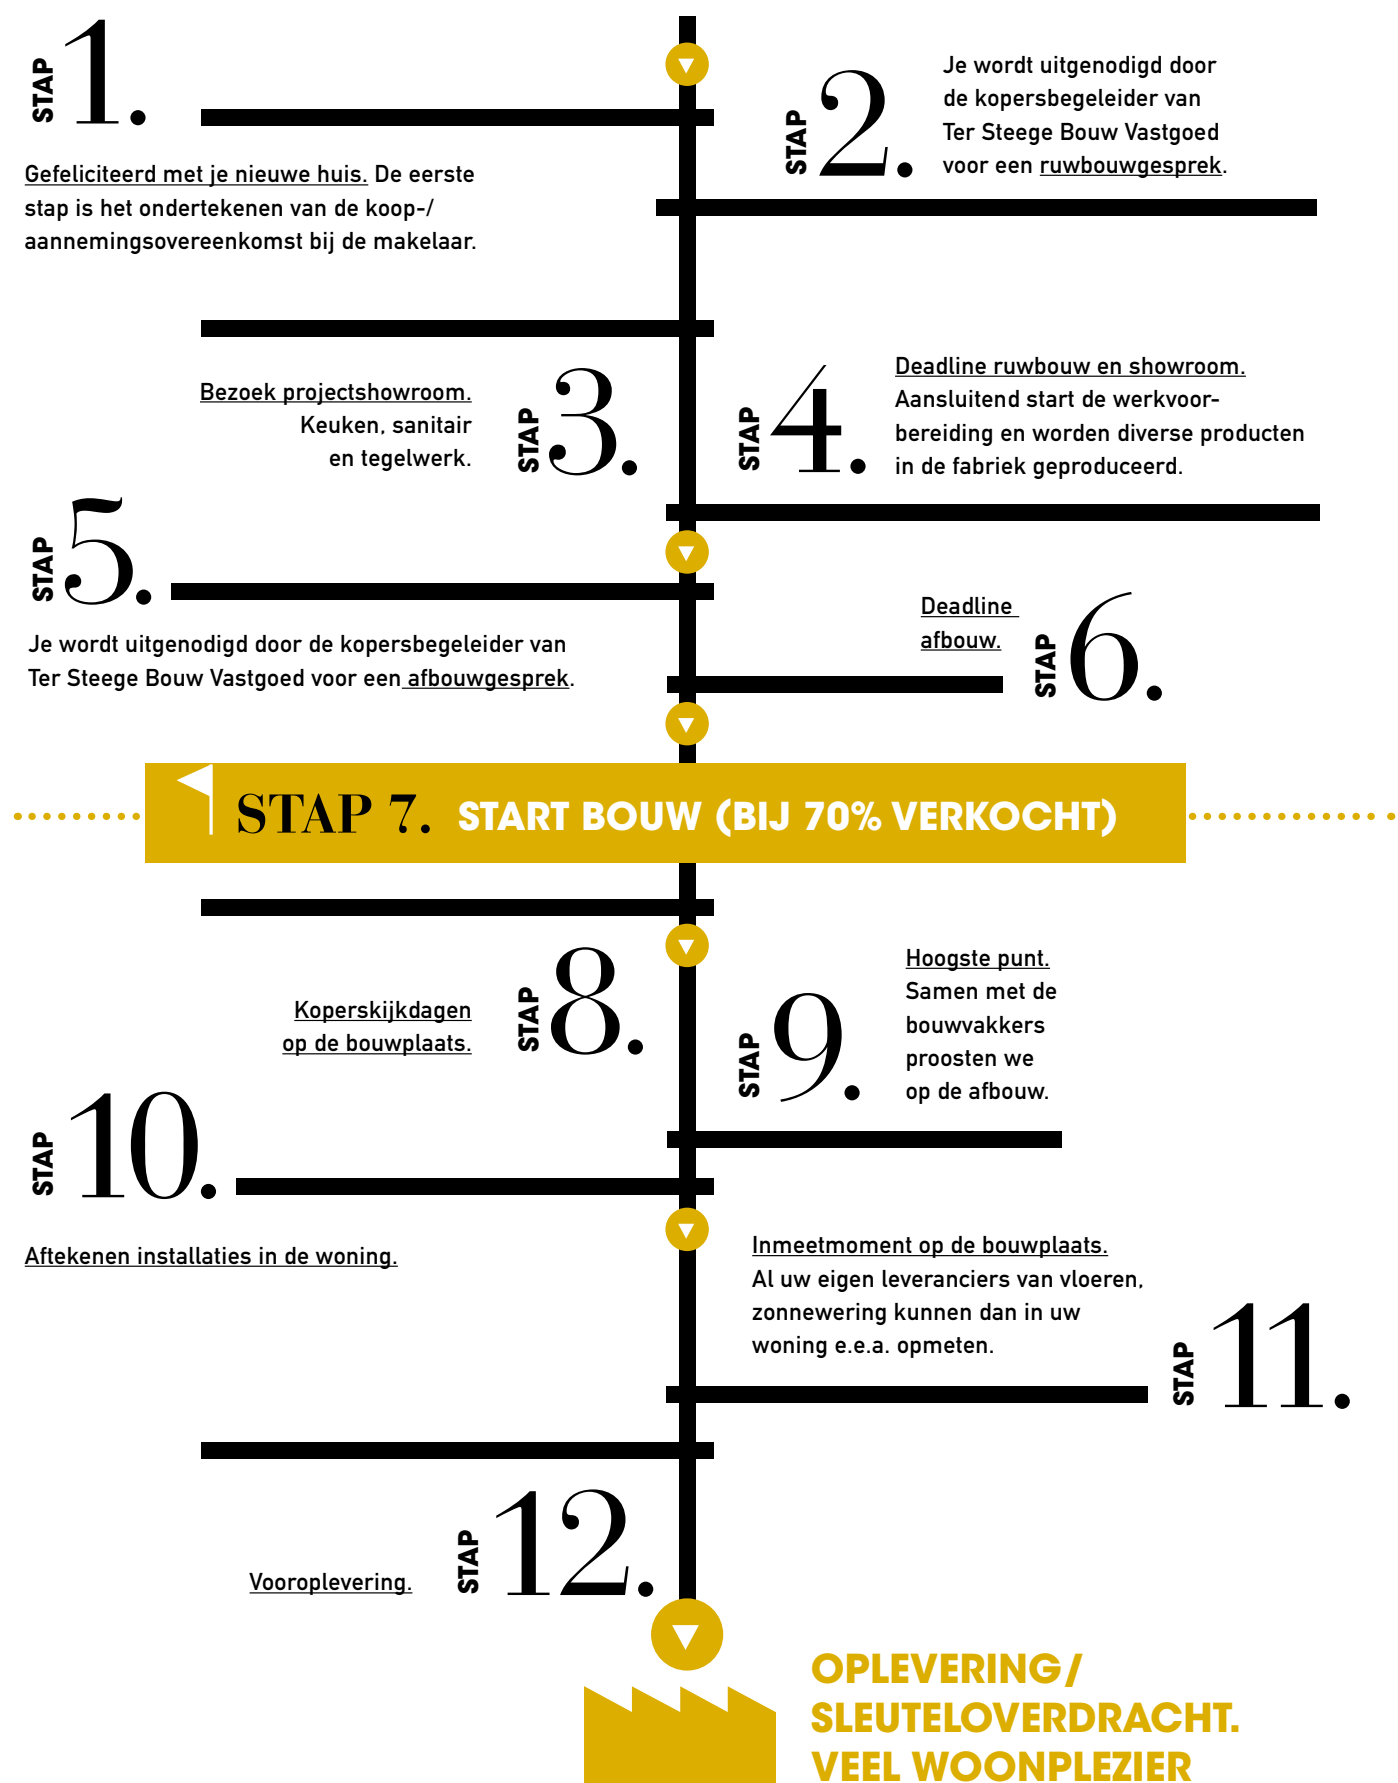 STAP 1.
Gefeliciteerd met je nieuwe huis. De eerste
stap is het ondertekenen van de koop-/
aannemingsovereenkomst bij de makelaar.
STAP 2.
Je wordt uitgenodigd door
de kopersbegeleider van
Ter Steege Bouw Vastgoed
voor een ruwbouwgesprek.
STAP 3.
Bezoek projectshowroom.
Keuken, sanitair
en tegelwerk.
STAP 4.
Deadline ruwbouw en showroom.
Aansluitend start de werkvoor-
bereiding en worden diverse producten
in de fabriek geproduceerd.
STAP 5.
Je wordt uitgenodigd door de kopersbegeleider van
Ter Steege Bouw Vastgoed voor een afbouwgesprek.
Deadline
afbouw.
STAP 6.
STAP 7. START BOUW (BIJ 70% VERKOCHT)
Koperskijkdagen
op de bouwplaats.
STAP 8.
STAP 9.
Hoogste punt.
Samen met de
bouwvakkers
proosten we
op de afbouw.
STAP 10.
Aftekenen installaties in de woning.
Inmeetmoment op de bouwplaats.
Al uw eigen leveranciers van vloeren,
zonnewering kunnen dan in uw
woning e.e.a. opmeten.
STAP 11.
Vooroplevering.
STAP 12.
OPLEVERING/
SLEUTELOVERDRACHT.
VEEL WOONPLEZIER